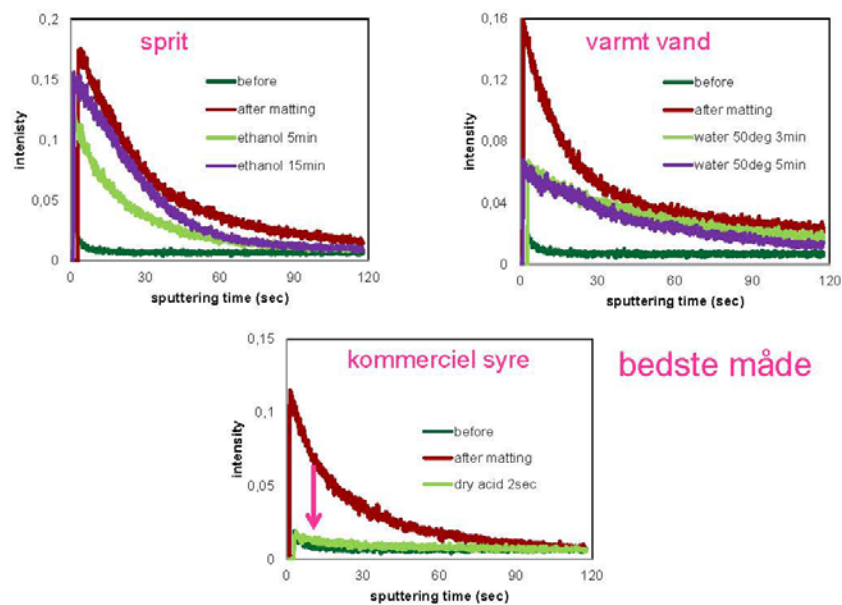 sprit
0,2
0,15
0,1
0,05
0
intenisty
before
after matting
ethanol 5min
ethanol 15min
0
30
60
90
120
sputtering time (sec)
varmt vand
0,16
0,12
0,08
0,04
0
intensity
before
after matting
water 50deg 3min
water 50deg 5min
0
30
60
90
120
sputtering time (sec)
kommerciel syre
0,15
0,1
0,05
0
intensity
before
after matting
dry acid 2sec
0
30
60
90
120
sputtering time (sec)
bedste måde